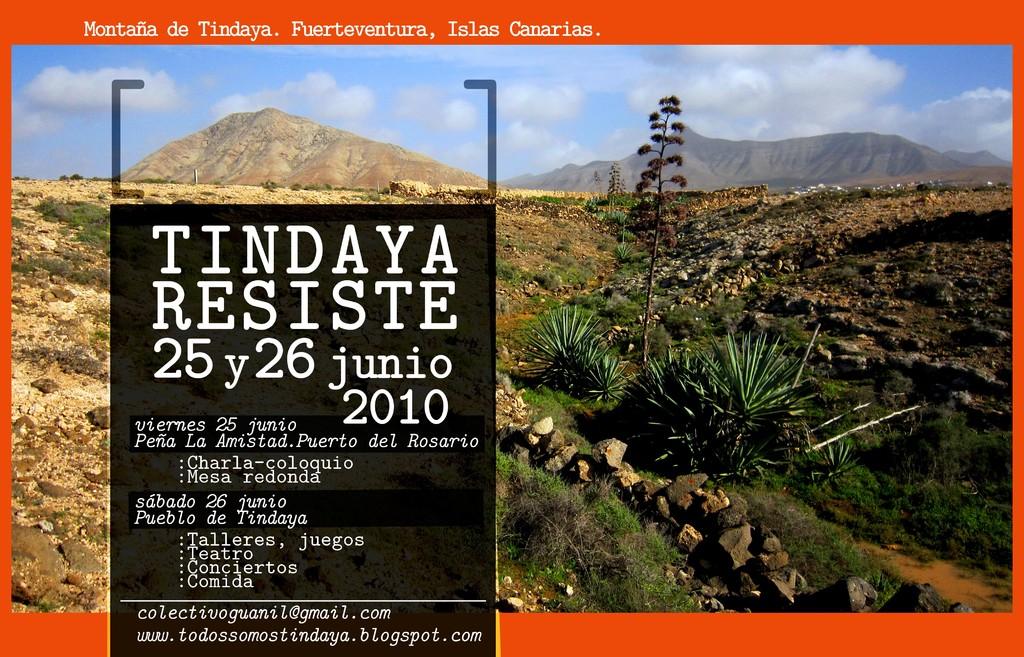 Montaña de Tindaya. Fuerteventura, Islas Canarias.
TINDAYA
RESISTE
25 y 26 junio
2010
viernes 25 junio
Peña La Amistad.Puerto del Rosario
:Charla-coloquio
:Mesa redonda
sábado 26 junio
Pueblo de Tindaya
:Talleres, juegos
:Teatro
:Conciertos
:Comida
colectivoguanil@gmail.com
www.todossomostindaya.blogspot.com